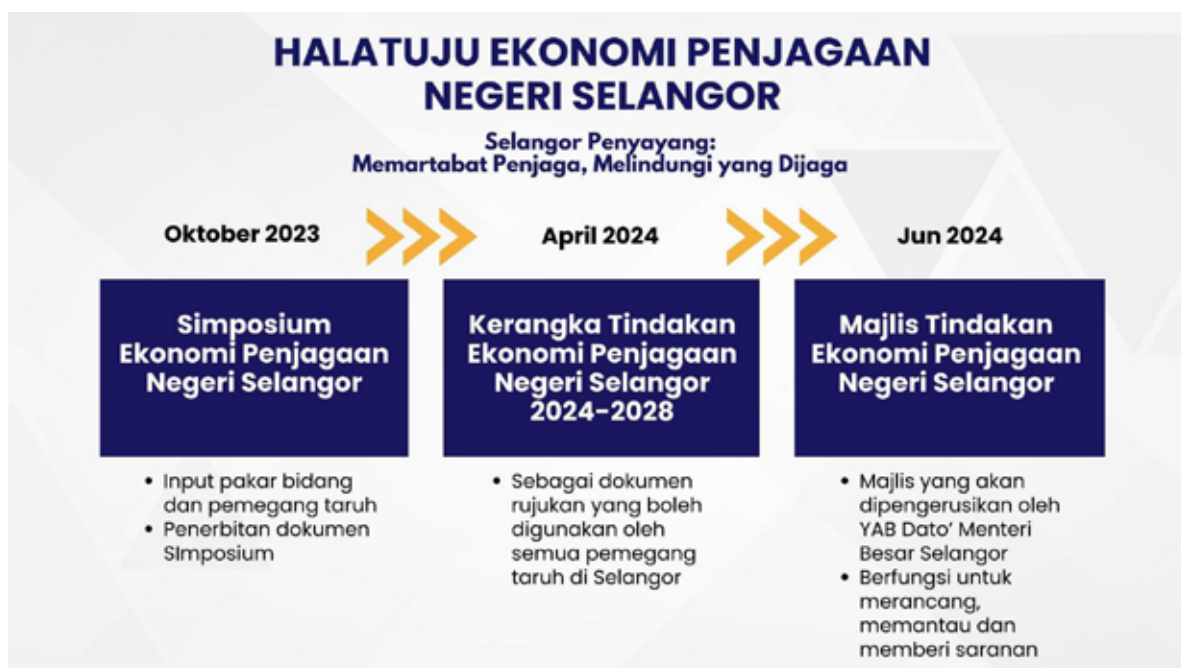 HALATUJU EKONOMI PENJAGAAN
NEGERI SELANGOR
Selangor Penyayang:
Memartabat Penjaga, Melindungi yang Dijaga
Oktober 2023
April 2024
Jun 2024
Simposium
Ekonomi Penjagaan
Negeri Selangor
Kerangka Tindakan
Ekonomi Penjagaan
Negeri Selangor
2024-2028
Majlis Tindakan
Ekonomi Penjagaan
Negeri Selangor
• Input pakar bidang
dan pemegang taruh
• Penerbitan dokumen
SImposium
• Sebagai dokumen
rujukan yang boleh
digunakan oleh
semua pemegang
taruh di Selangor
• Majlis yang akan
dipengerusikan oleh
YAB Dato’ Menteri
Besar Selangor
• Berfungsi untuk
merancang,
memantau dan
memberi saranan